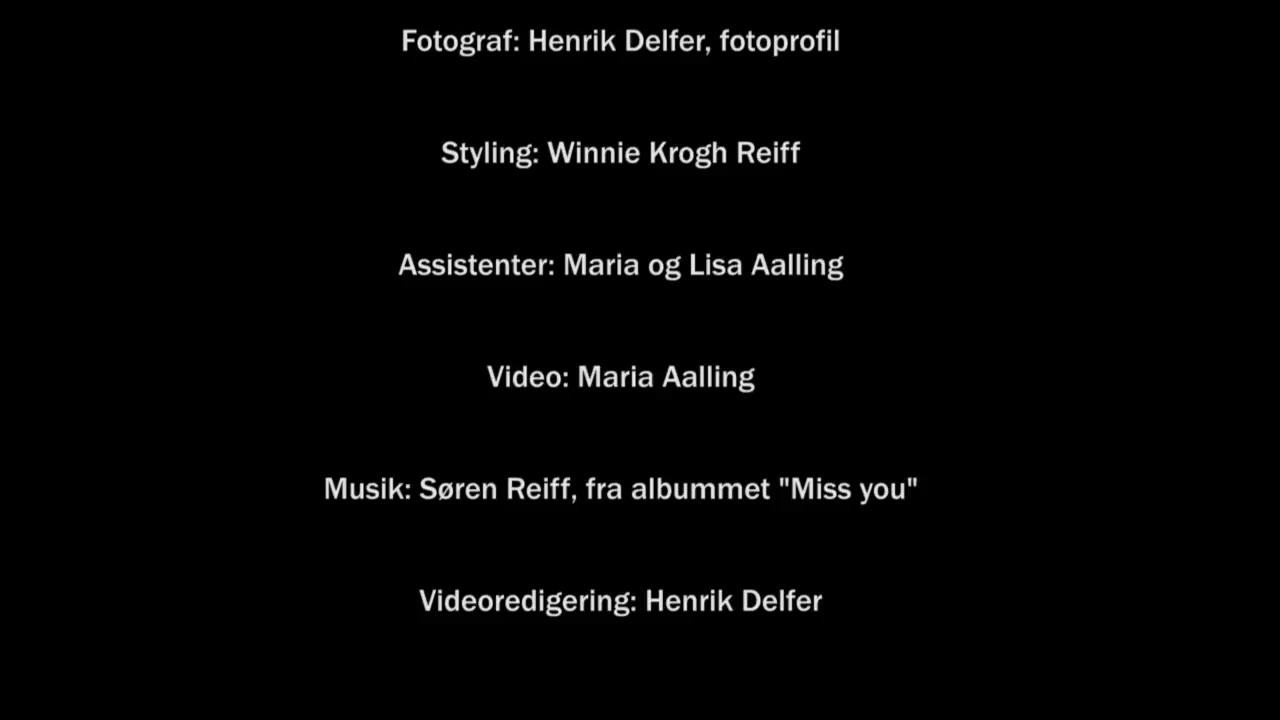 Fotograf: Henrik Delfer, fotoprofil
Styling: Winnie Krogh Reiff
Assistenter: Maria og Lisa Aalling
Video: Maria Aalling
Musik: Søren Reiff, fra albummet "Miss you"
Videoredigering: Henrik Delfer